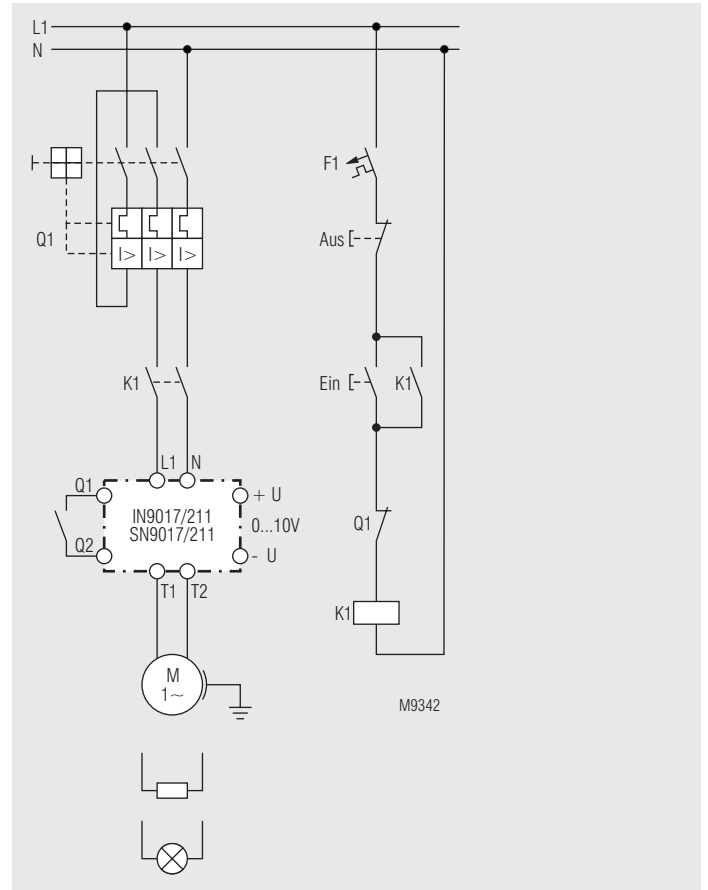 L1
N
F1
Q1
I> I> I>
Aus
K1
Ein K1
L1 N
Q1
+ U
IN9017/211
SN9017/211
0...10V
Q1
Q2
- U
T1 T2
K1
M
1~
M9342